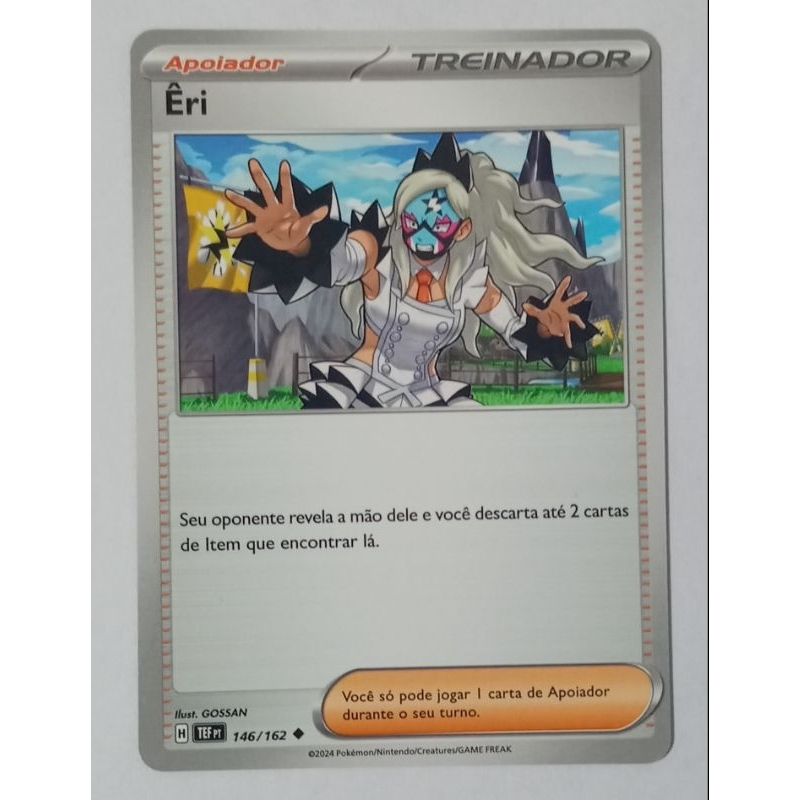 Apoiador
TREINADOR
Êri
Seu oponente revela a mão dele e você descarta até 2 cartas
de Item que encontrar lá.
Você só pode jogar 1 carta de Apoiador
durante o seu turno.
Ilust. GOSSAN
H TEF PT 146/162
©2024 Pokémon/Nintendo/Creatures/GAME FREAK